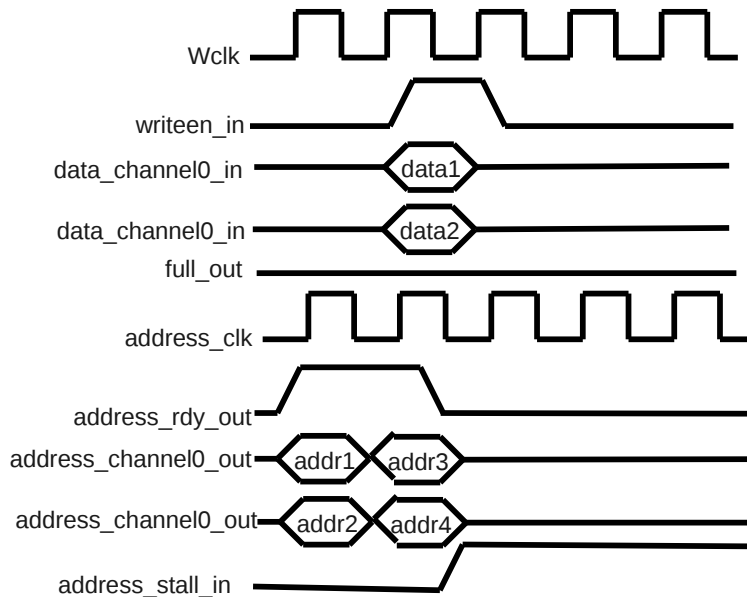 Wclk
writeen_in
data_channel0_in
data1
data_channel0_in
data2
full_out
address_clk
address_rdy_out
address_channel0_out
addr1 addr3
address_channel0_out
addr2 addr4
address_stall_in